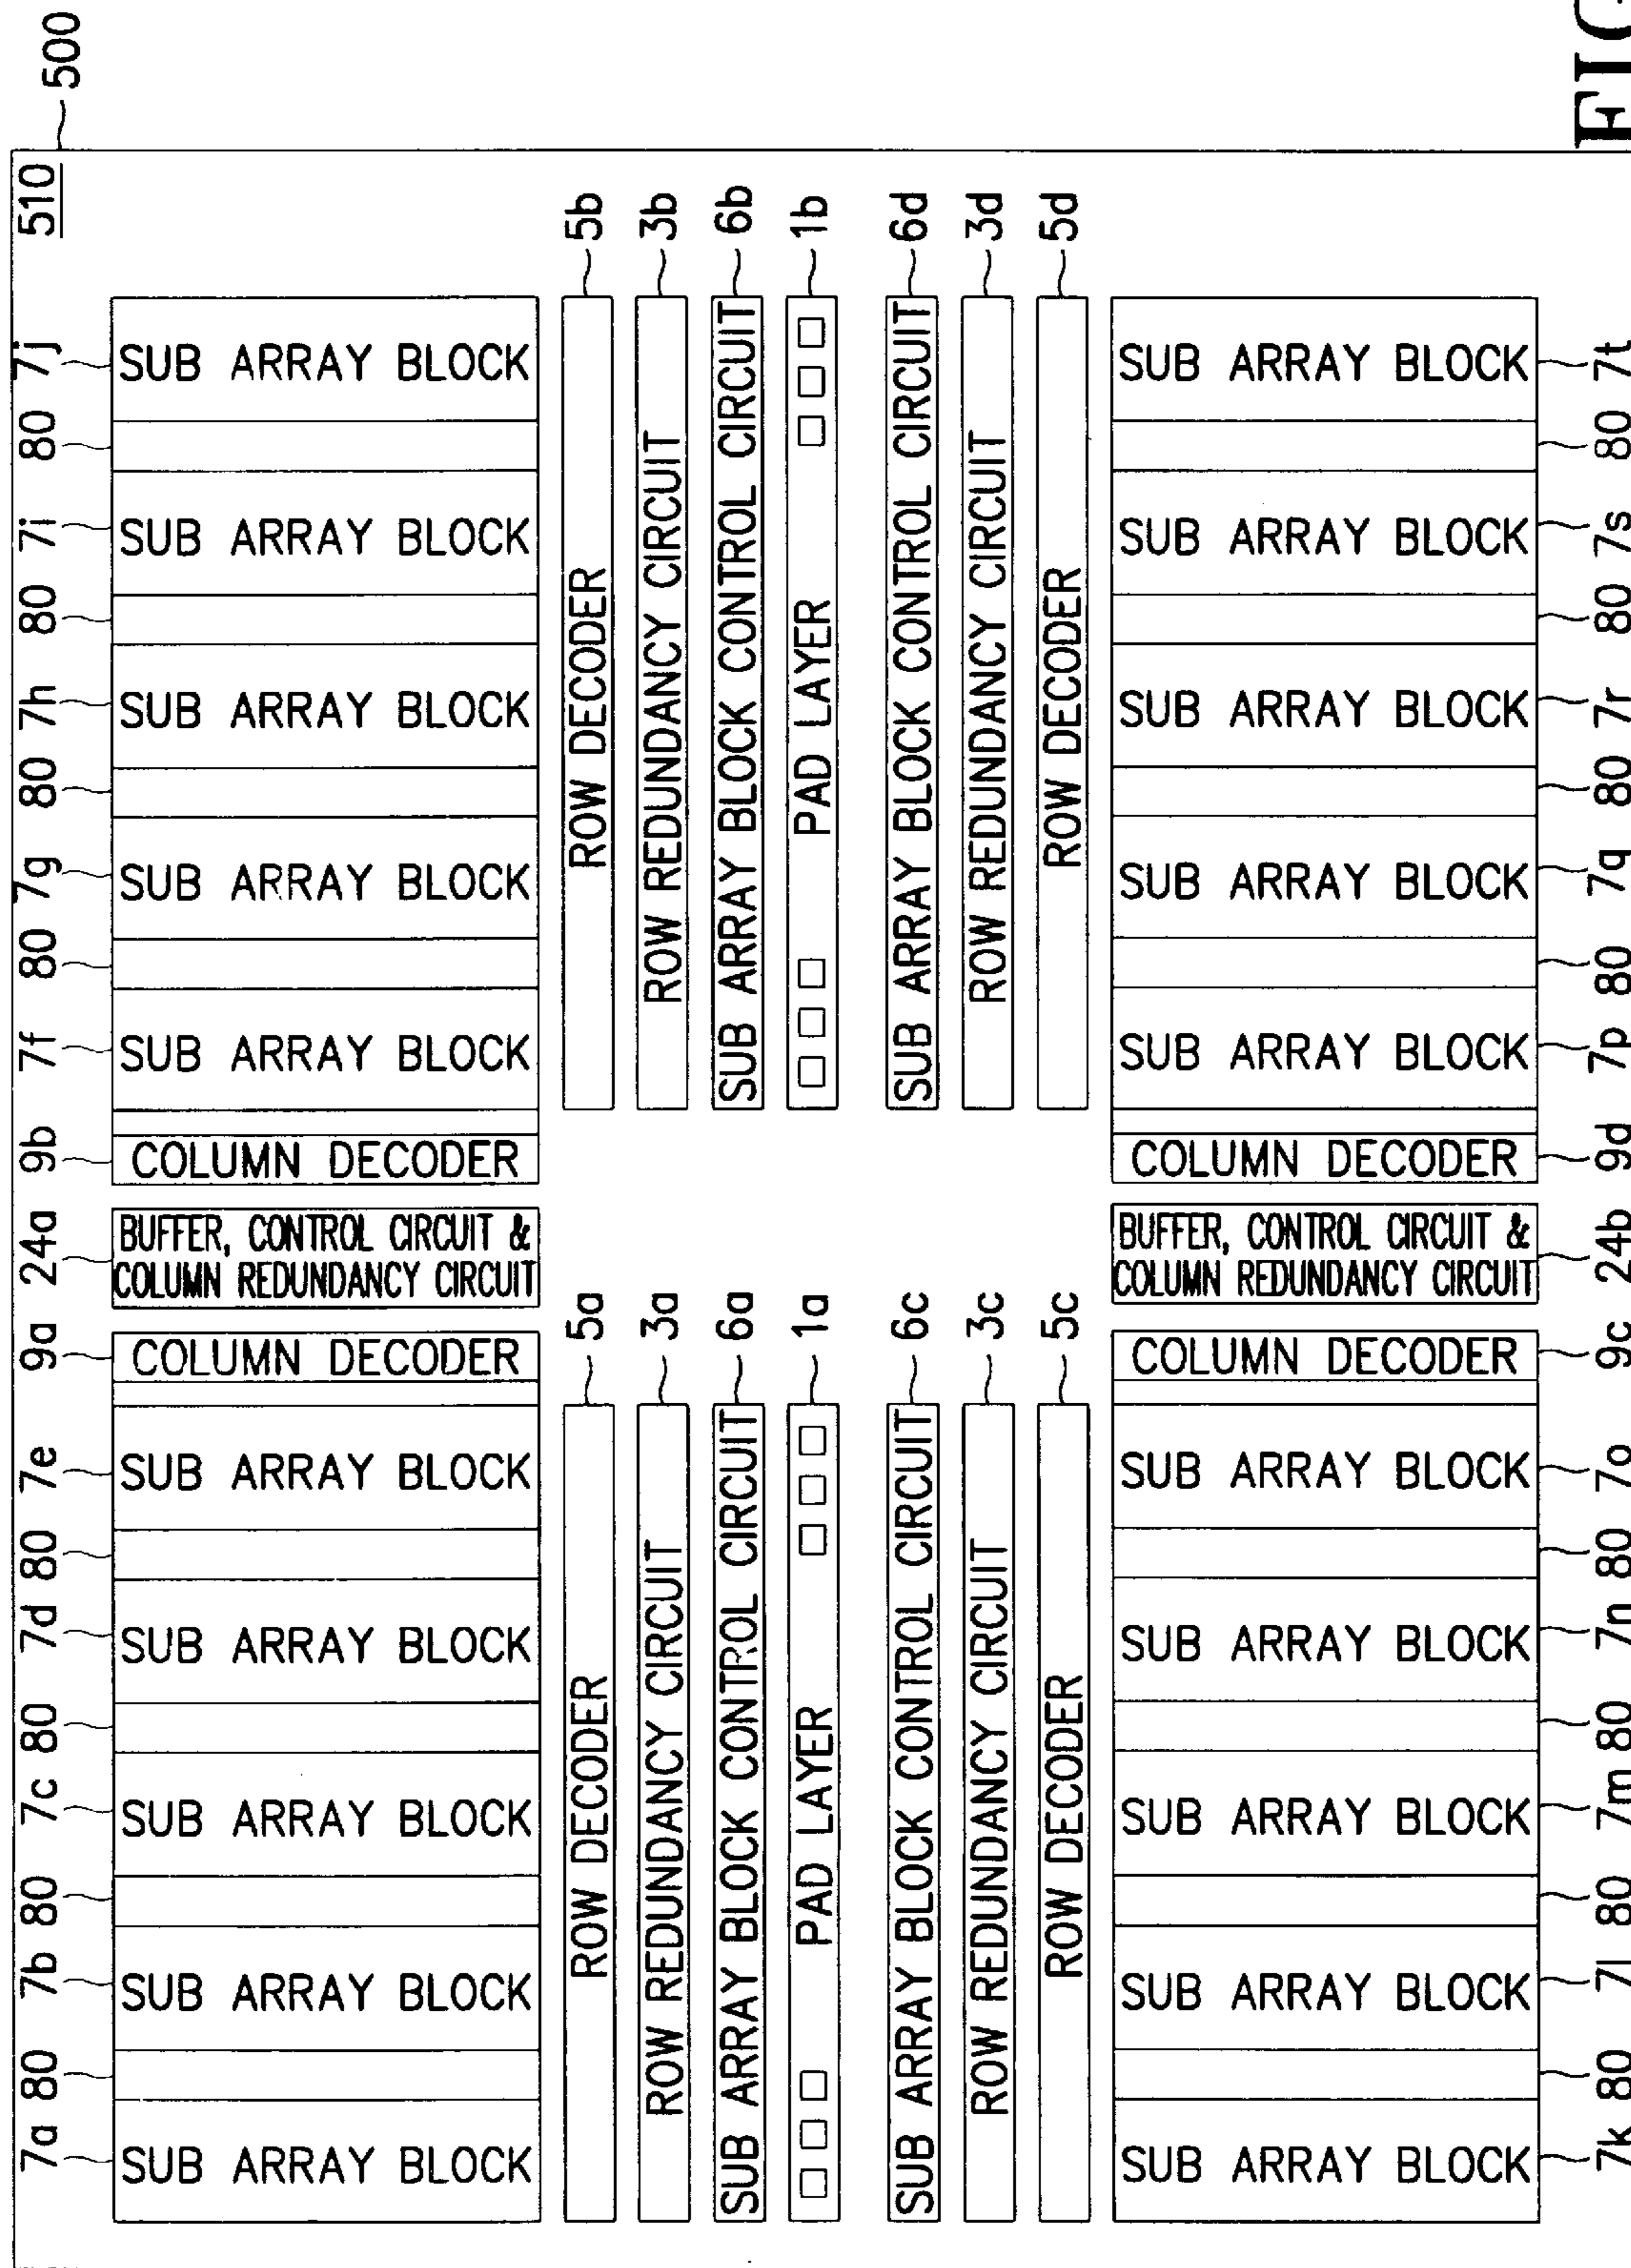 500
510
7j
SUB ARRAY BLOCK
80
7i
SUB ARRAY BLOCK
80
7h
SUB ARRAY BLOCK
80
7g
SUB ARRAY BLOCK
80
7f
SUB ARRAY BLOCK
9b
COLUMN DECODER
24a
BUFFER, CONTROL CIRCUIT &
COLUMN REDUNDANCY CIRCUIT
9a
COLUMN DECODER
7e
SUB ARRAY BLOCK
80
7d
SUB ARRAY BLOCK
80
7c
SUB ARRAY BLOCK
80
7b
SUB ARRAY BLOCK
80
7a
SUB ARRAY BLOCK
5b
ROW DECODER
3b
ROW REDUNDANCY CIRCUIT
6b
SUB ARRAY BLOCK CONTROL CIRCUIT
1b
PAD LAYER
6d
SUB ARRAY BLOCK CONTROL CIRCUIT
3d
ROW REDUNDANCY CIRCUIT
5d
ROW DECODER
5a
ROW DECODER
3a
ROW REDUNDANCY CIRCUIT
6a
SUB ARRAY BLOCK CONTROL CIRCUIT
1a
PAD LAYER
6c
SUB ARRAY BLOCK CONTROL CIRCUIT
3c
ROW REDUNDANCY CIRCUIT
5c
ROW DECODER
SUB ARRAY BLOCK
7t
80
SUB ARRAY BLOCK
7s
80
SUB ARRAY BLOCK
7r
80
SUB ARRAY BLOCK
7q
80
SUB ARRAY BLOCK
7p
COLUMN DECODER
9d
BUFFER, CONTROL CIRCUIT &
COLUMN REDUNDANCY CIRCUIT
24b
COLUMN DECODER
9c
SUB ARRAY BLOCK
7o
80
SUB ARRAY BLOCK
7n
80
SUB ARRAY BLOCK
7m
80
SUB ARRAY BLOCK
7l
80
SUB ARRAY BLOCK
7k